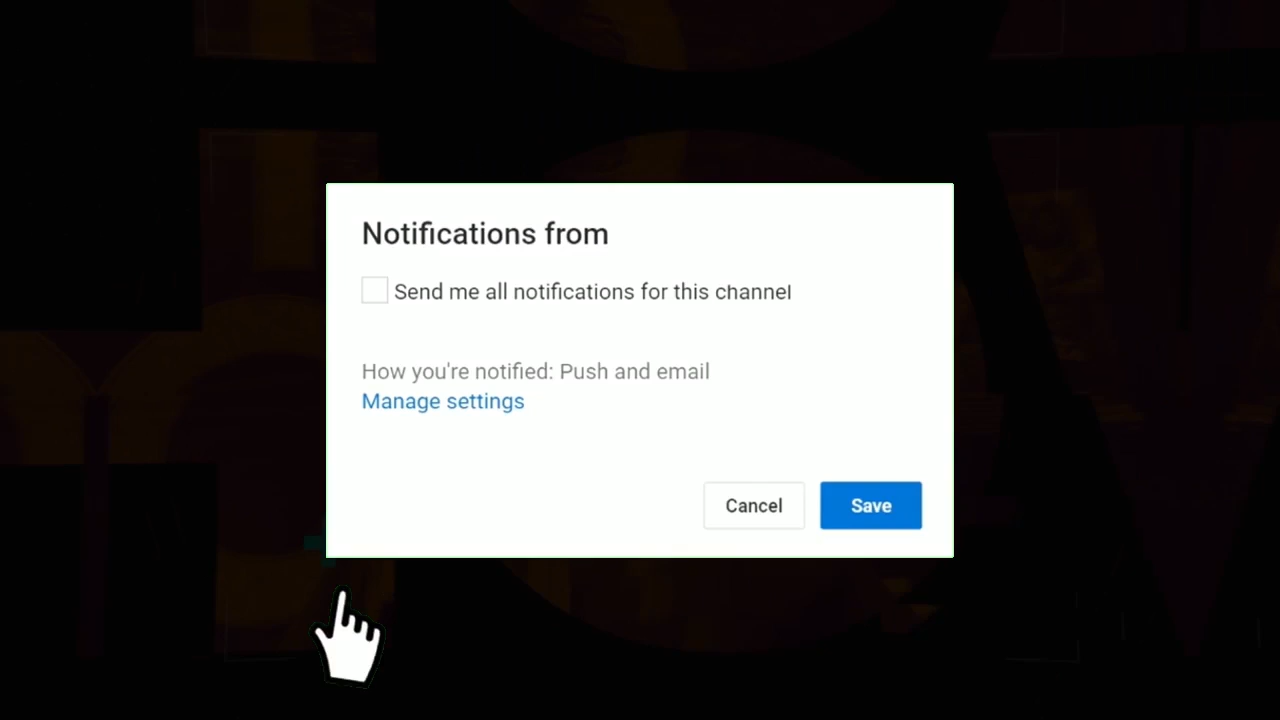 Notifications from
Send me all notifications for this channel
How you're notified: Push and email
Manage settings
Cancel Save